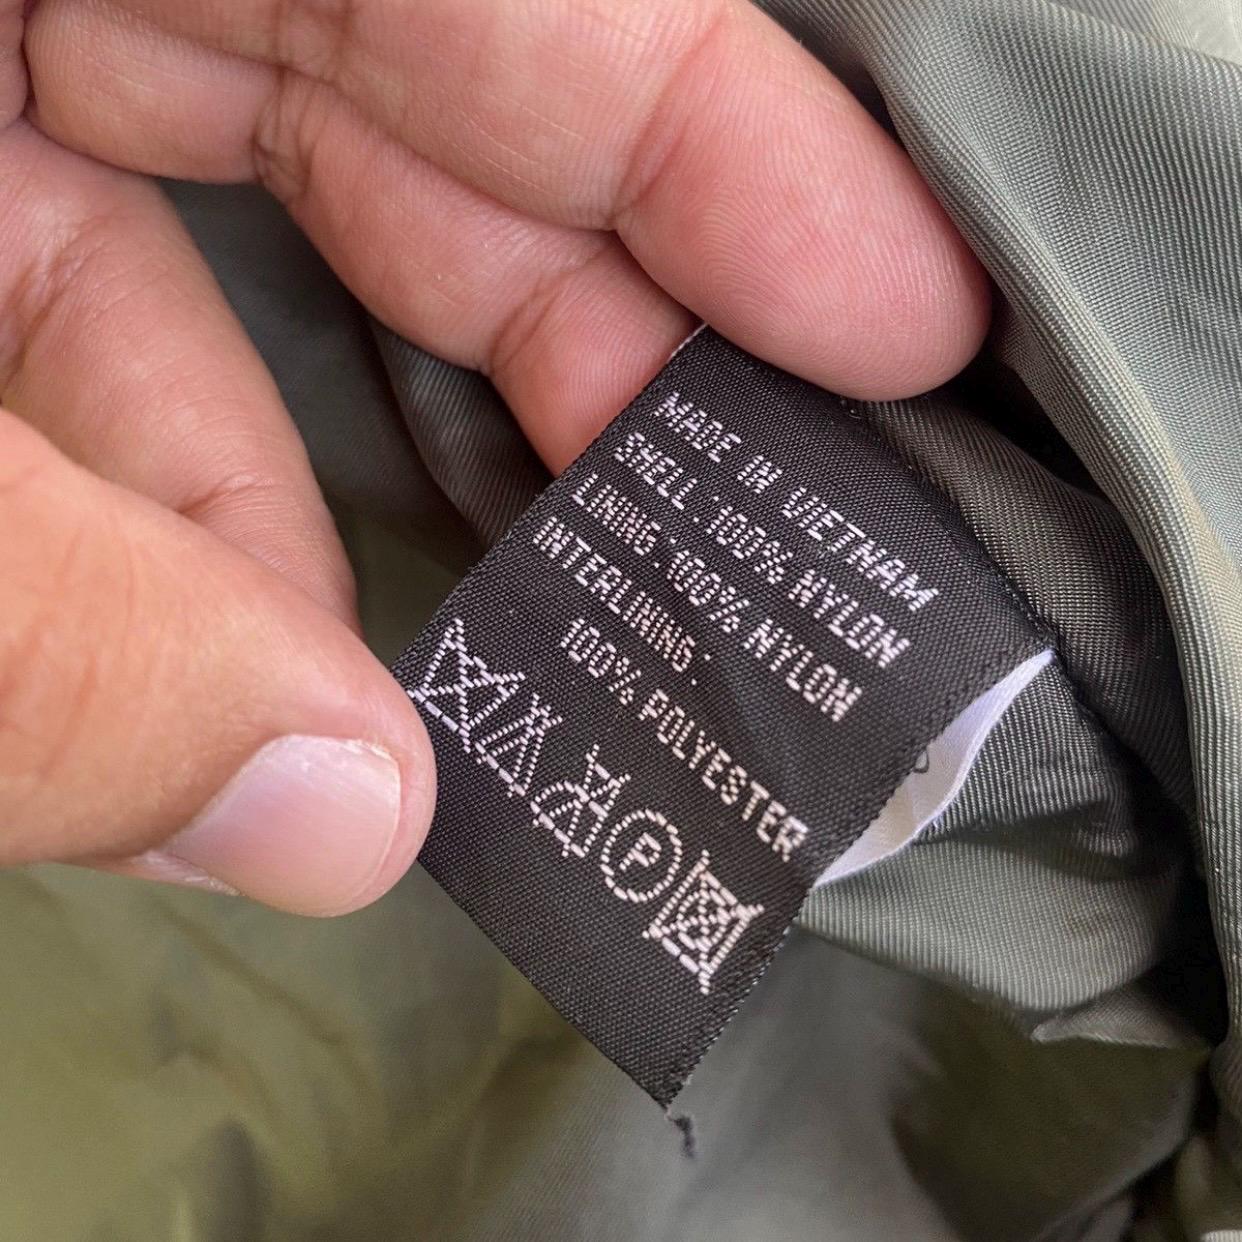 MADE IN VIETNAM
SHELL : 100% NYLON
LINING : 100% NYLON
INTERLINING :
100% POLYESTER
P